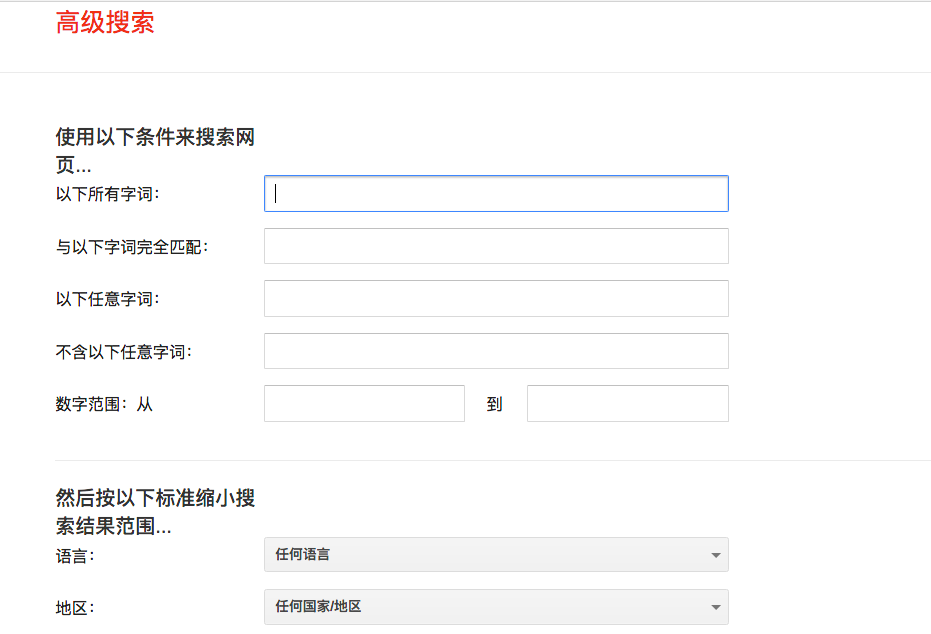 高级搜索
使用以下条件来搜索网
页...
以下所有字词：
与以下字词完全匹配：
以下任意字词：
不含以下任意字词：
数字范围：从 到
然后按以下标准缩小搜
索结果范围...
语言： 任何语言
地区： 任何国家/地区